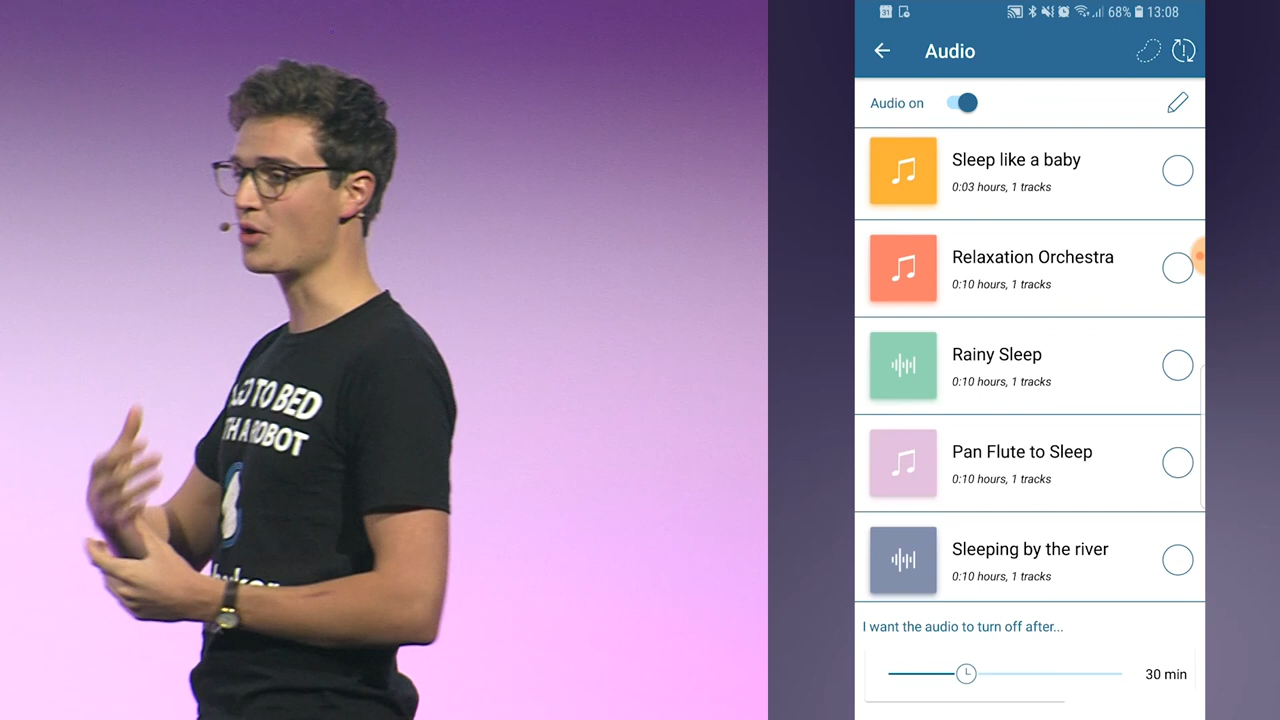 GO TO BED
TH A ROBOT
31
68% 13:08
Audio
Audio on
Sleep like a baby
0:03 hours, 1 tracks
Relaxation Orchestra
0:10 hours, 1 tracks
Rainy Sleep
0:10 hours, 1 tracks
Pan Flute to Sleep
0:10 hours, 1 tracks
Sleeping by the river
0:10 hours, 1 tracks
I want the audio to turn off after...
30 min